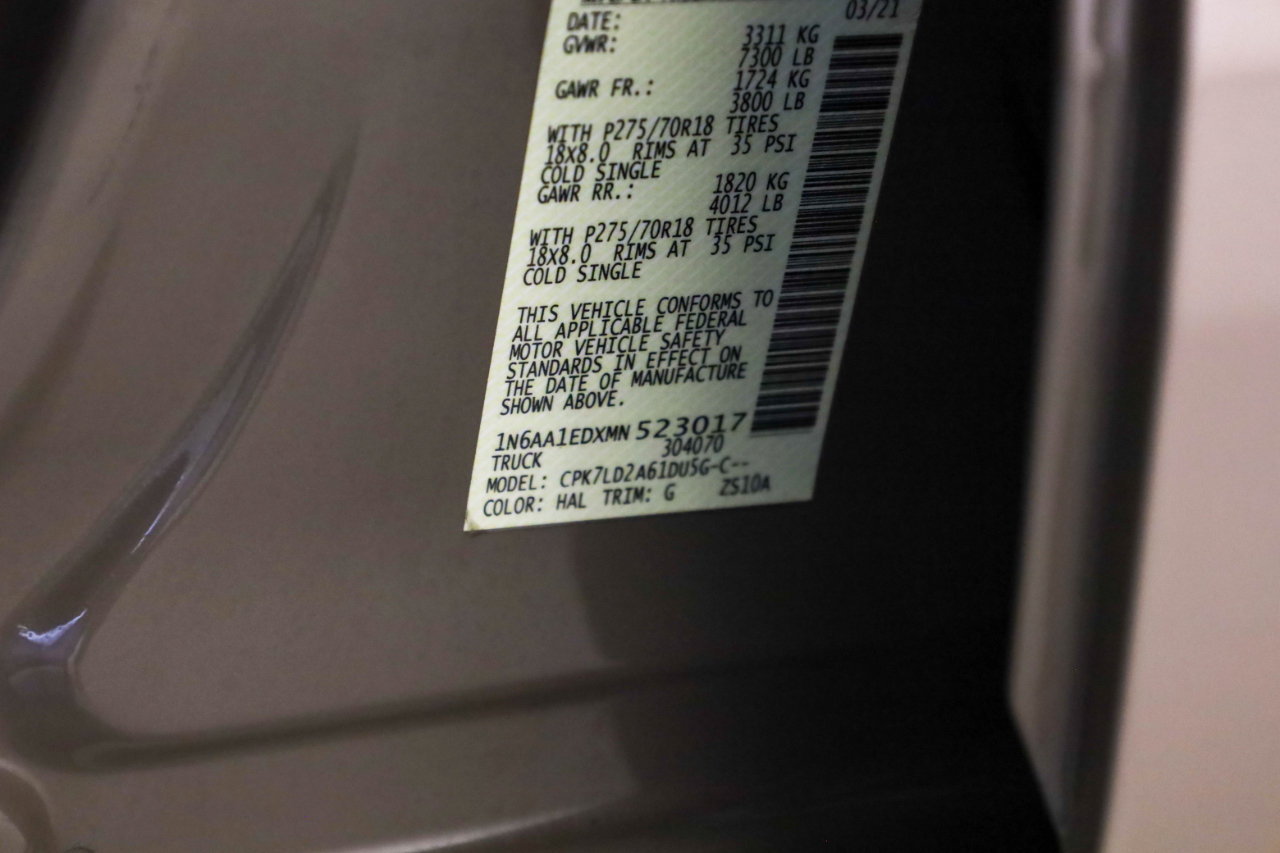 DATE: 03/21
GVWR: 3311 KG
7300 LB
GAWR FR.: 1724 KG
3800 LB
WITH P275/70R18 TIRES
18X8.0 RIMS AT 35 PSI
COLD SINGLE
GAWR RR.: 1820 KG
4012 LB
WITH P275/70R18 TIRES
18X8.0 RIMS AT 35 PSI
COLD SINGLE
THIS VEHICLE CONFORMS TO
ALL APPLICABLE FEDERAL
MOTOR VEHICLE SAFETY
STANDARDS IN EFFECT ON
THE DATE OF MANUFACTURE
SHOWN ABOVE.
1N6AA1EDXMN523017
TRUCK 304070
MODEL: CPK7LD2A61DU5G-C--
COLOR: HAL TRIM: G ZS10A